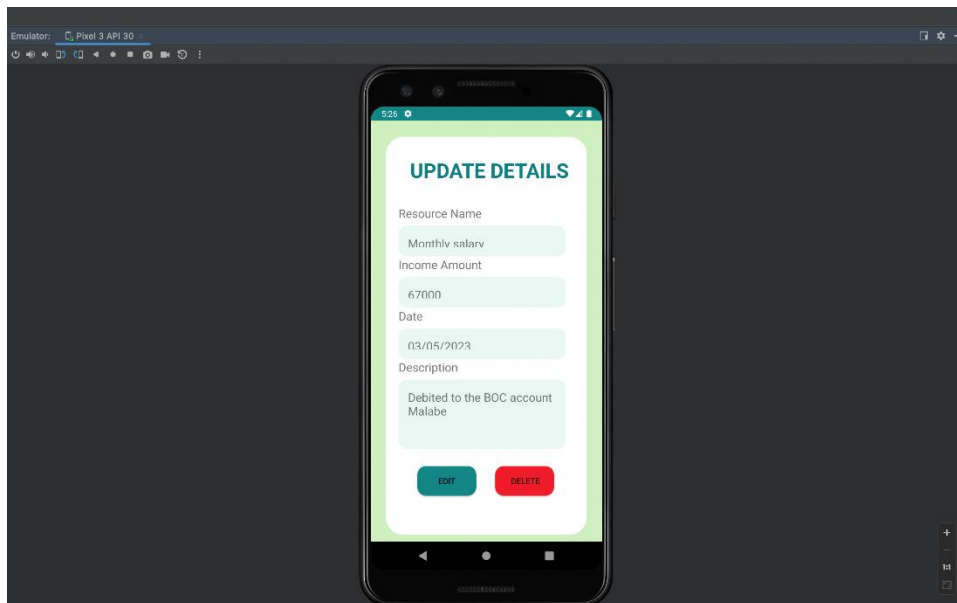 Emulator: Pixel 3 API 30
5:26
UPDATE DETAILS
Resource Name
Monthly salary
Income Amount
67000
Date
03/05/2023
Description
Debited to the BOC account
Malabe
EDIT DELETE
1:1